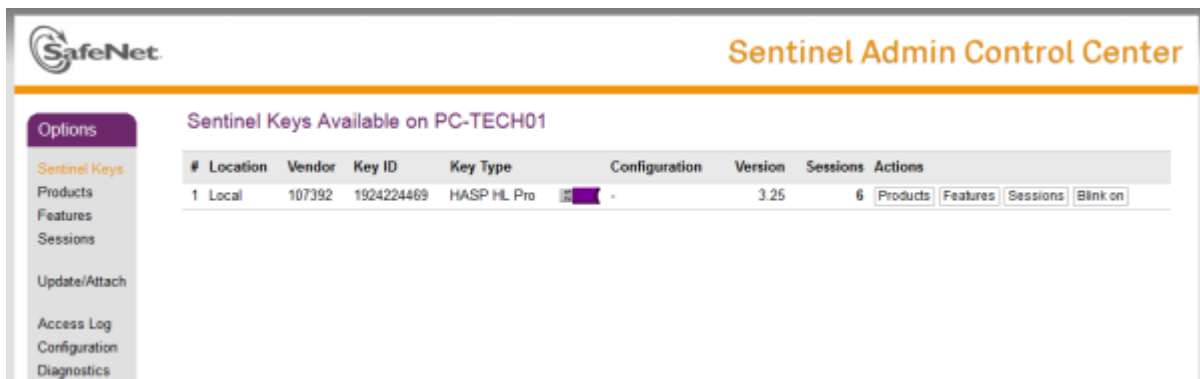 SafeNet.
Sentinel Admin Control Center
Options
Sentinel Keys
Products
Features
Sessions
Update/Attach
Access Log
Configuration
Diagnostics
Sentinel Keys Available on PC-TECH01
# Location Vendor Key ID Key Type Configuration Version Sessions Actions
1 Local 107392 1924224469 HASP HL Pro - 3.25 6 Products Features Sessions Blink on